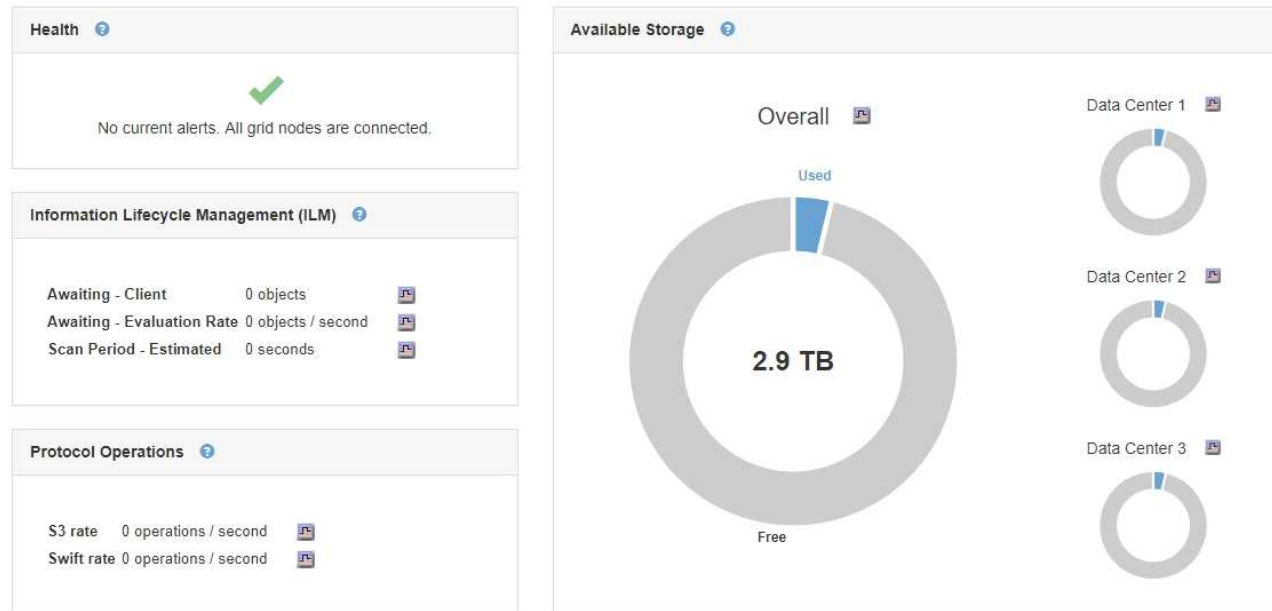 Health
No current alerts. All grid nodes are connected.
Information Lifecycle Management (ILM)
Awaiting - Client 0 objects
Awaiting - Evaluation Rate 0 objects / second
Scan Period - Estimated 0 seconds
Protocol Operations
S3 rate 0 operations / second
Swift rate 0 operations / second
Available Storage
Overall
Used
2.9 TB
Free
Data Center 1
Data Center 2
Data Center 3